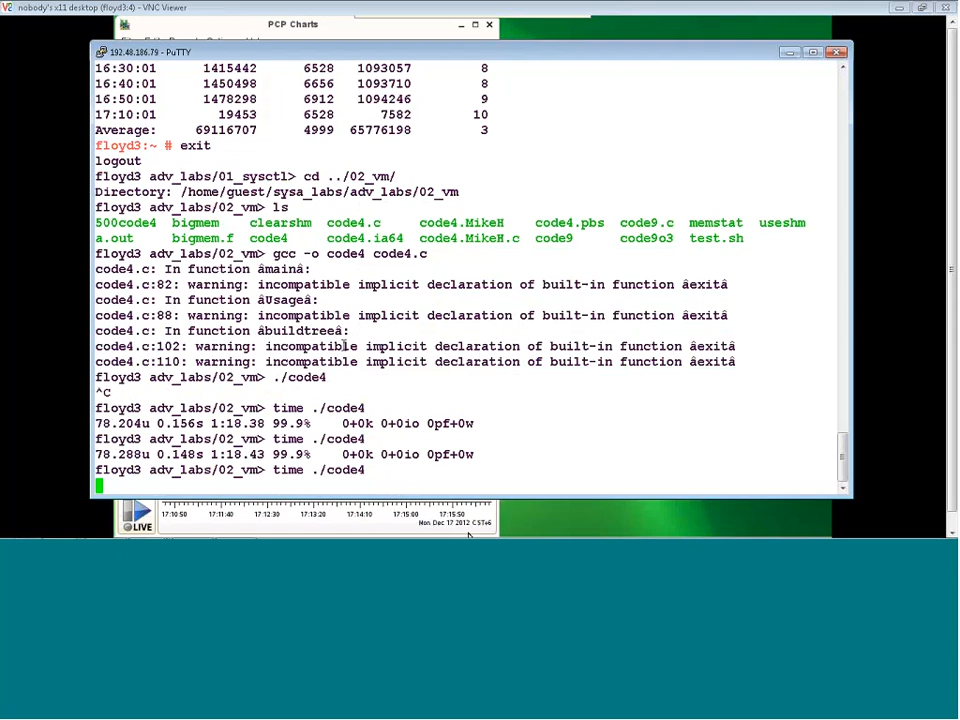 nobody's x11 desktop (floyd3:4) - VNC Viewer
PCP Charts
192.48.186.79 - PuTTY
16:30:01 1415442 6528 1093057 8
16:40:01 1450498 6656 1093710 8
16:50:01 1478298 6912 1094246 9
17:10:01 19453 6528 7582 10
Average: 69116707 4999 65776198 3
floyd3:~ # exit
logout
floyd3 adv_labs/01_sysctl> cd ../02_vm/
Directory: /home/guest/sysa_labs/adv_labs/02_vm
floyd3 adv_labs/02_vm> ls
500code4 bigmem clearshm code4.c code4.MikeH code4.pbs code9.c memstat useshm
a.out bigmem.f code4 code4.ia64 code4.MikeH.c code9 code9o3 test.sh
floyd3 adv_labs/02_vm> gcc -o code4 code4.c
code4.c: In function âmainâ:
code4.c:82: warning: incompatible implicit declaration of built-in function âexitâ
code4.c: In function âUsageâ:
code4.c:88: warning: incompatible implicit declaration of built-in function âexitâ
code4.c: In function âbuildtreeâ:
code4.c:102: warning: incompatible implicit declaration of built-in function âexitâ
code4.c:110: warning: incompatible implicit declaration of built-in function âexitâ
floyd3 adv_labs/02_vm> ./code4
^C
floyd3 adv_labs/02_vm> time ./code4
78.204u 0.156s 1:18.38 99.9% 0+0k 0+0io 0pf+0w
floyd3 adv_labs/02_vm> time ./code4
78.288u 0.148s 1:18.43 99.9% 0+0k 0+0io 0pf+0w
floyd3 adv_labs/02_vm> time ./code4
17:10:50 17:11:40 17:12:30 17:13:20 17:14:10 17:15:00 17:15:50
LIVE Mon Dec 17 2012 CST+6